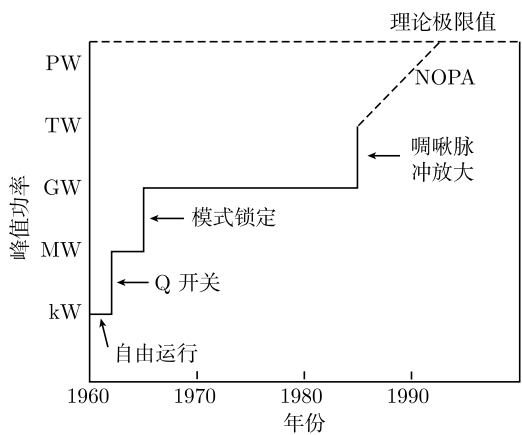 理论极限值
PW
NOPA
TW
啁啾脉
冲放大
GW
模式锁定
峰值功率
MW
Q 开关
kW
自由运行
1960
1970
1980
1990
年份